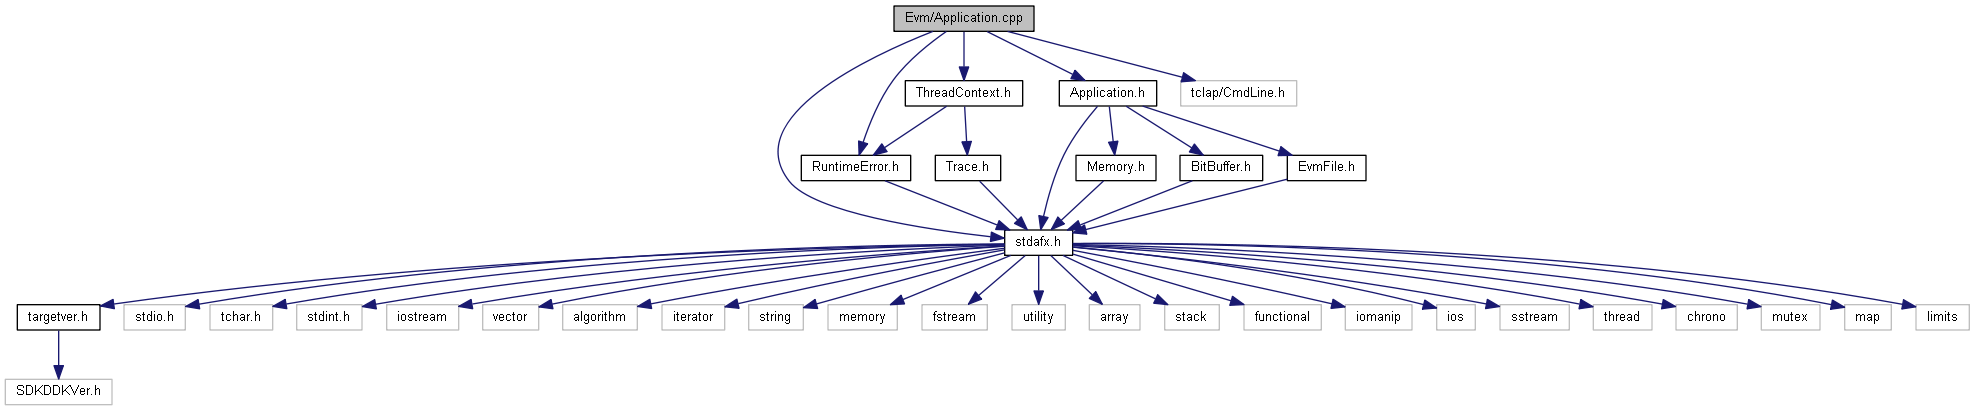 Evm/Application.cpp
ThreadContext.h
Application.h
tclap/CmdLine.h
RuntimeError.h
Trace.h
Memory.h
BitBuffer.h
EvmFile.h
stdafx.h
targetver.h
stdio.h
tchar.h
stdint.h
iostream
vector
algorithm
iterator
string
memory
fstream
utility
array
stack
functional
iomanip
ios
sstream
thread
chrono
mutex
map
limits
SDKDDKVer.h